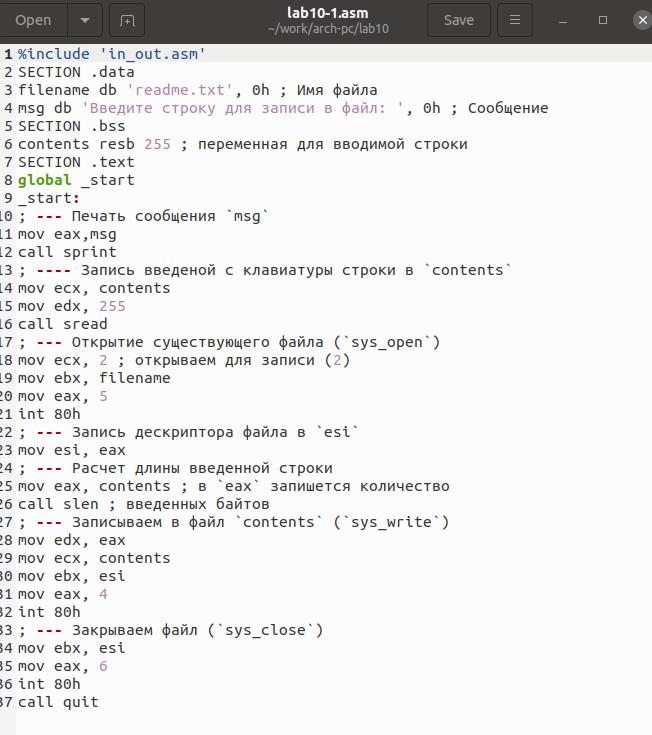 Open
lab10-1.asm
~/work/arch-pc/lab10
Save
1 %include 'in_out.asm'
2 SECTION .data
3 filename db 'readme.txt', 0h ; Имя файла
4 msg db 'Введите строку для записи в файл: ', 0h ; Сообщение
5 SECTION .bss
6 contents resb 255 ; переменная для вводимой строки
7 SECTION .text
8 global _start
9 _start:
10 ; --- Печать сообщения `msg`
11 mov eax,msg
12 call sprint
13 ; ---- Запись введеной с клавиатуры строки в `contents`
14 mov ecx, contents
15 mov edx, 255
16 call sread
17 ; --- Открытие существующего файла (`sys_open`)
18 mov ecx, 2 ; открываем для записи (2)
19 mov ebx, filename
20 mov eax, 5
21 int 80h
22 ; --- Запись дескриптора файла в `esi`
23 mov esi, eax
24 ; --- Расчет длины введенной строки
25 mov eax, contents ; в `eax` запишется количество
26 call slen ; введенных байтов
27 ; --- Записываем в файл `contents` (`sys_write`)
28 mov edx, eax
29 mov ecx, contents
30 mov ebx, esi
31 mov eax, 4
32 int 80h
33 ; --- Закрываем файл (`sys_close`)
34 mov ebx, esi
35 mov eax, 6
36 int 80h
37 call quit